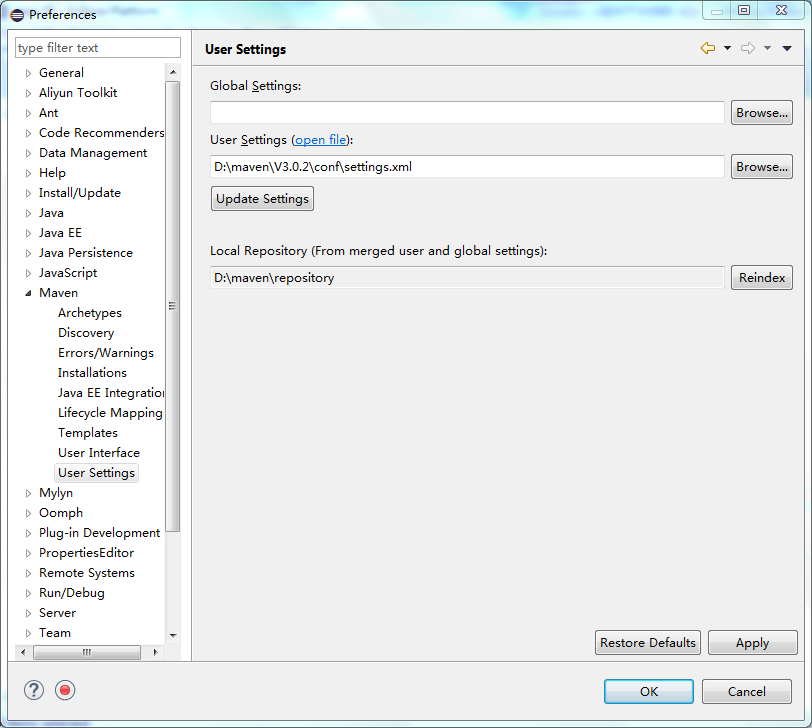 Preferences
type filter text
General
Aliyun Toolkit
Ant
Code Recommenders
Data Management
Help
Install/Update
Java
Java EE
Java Persistence
JavaScript
Maven
Archetypes
Discovery
Errors/Warnings
Installations
Java EE Integration
Lifecycle Mapping
Templates
User Interface
User Settings
Mylyn
Oomph
Plug-in Development
PropertiesEditor
Remote Systems
Run/Debug
Server
Team
User Settings
Global Settings:
Browse...
User Settings (open file):
D:\maven\V3.0.2\conf\settings.xml
Browse...
Update Settings
Local Repository (From merged user and global settings):
D:\maven\repository
Reindex
Restore Defaults
Apply
?
OK
Cancel